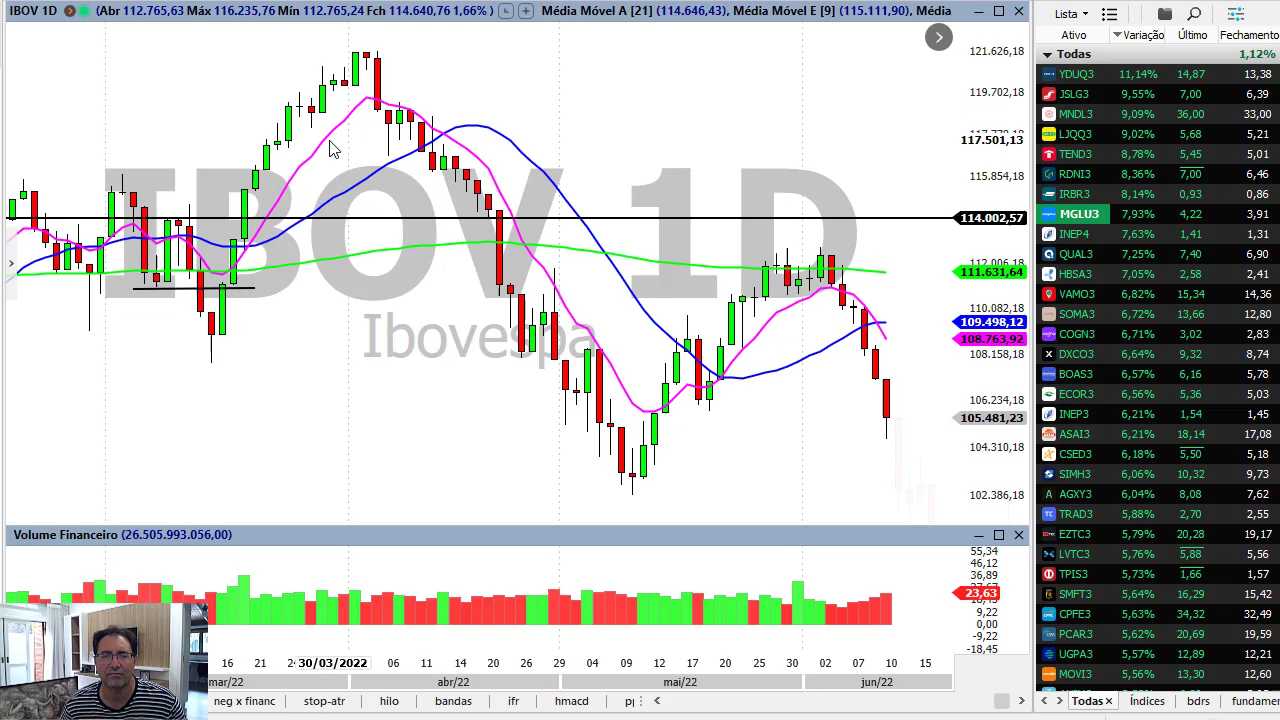 IBOV 1D (Abr 112.765,63 Máx 116.235,76 Mín 112.765,24 Fch 114.640,76 1,66% ) Média Móvel A [21] (114.646,43), Média Móvel E [9] (115.111,90), Média
IBOV 1D
Ibovespa
121.626,18
119.702,18
117.501,13
115.854,18
114.002,57
112.006,18
111.631,64
110.082,18
109.498,12
108.763,92
108.158,18
106.234,18
105.481,23
104.310,18
102.386,18
Volume Financeiro (26.505.993.056,00)
55,34
46,12
36,89
23,63
9,22
0,00
-9,22
-18,45
16 21 30/03/2022 06 11 14 20 26 29 04 09 12 17 20 25 30 02 07 10 15
mar/22 abr/22 mai/22 jun/22
neg x financ stop-atr hilo bandas ifr hmacd
Lista
Ativo Variação Último Fechamento
Todas 1,12%
YDUQ3 11,14% 14,87 13,38
JSLG3 9,55% 7,00 6,39
MNDL3 9,09% 36,00 33,00
LJQQ3 9,02% 5,68 5,21
TEND3 8,78% 5,45 5,01
RDNI3 8,36% 7,00 6,46
IRBR3 8,14% 0,93 0,86
MGLU3 7,93% 4,22 3,91
INEP4 7,63% 1,41 1,31
QUAL3 7,25% 7,40 6,90
HBSA3 7,05% 2,58 2,41
VAMO3 6,82% 15,34 14,36
SOMA3 6,72% 13,66 12,80
COGN3 6,71% 3,02 2,83
DXCO3 6,64% 9,32 8,74
BOAS3 6,57% 6,16 5,78
ECOR3 6,56% 5,36 5,03
INEP3 6,21% 1,54 1,45
ASAI3 6,21% 18,14 17,08
CSED3 6,18% 5,50 5,18
SIMH3 6,06% 10,32 9,73
AGXY3 6,04% 8,08 7,62
TRAD3 5,88% 2,70 2,55
EZTC3 5,79% 20,28 19,17
LVTC3 5,76% 5,88 5,56
TPIS3 5,73% 1,66 1,57
SMFT3 5,64% 16,29 15,42
CPFE3 5,63% 34,32 32,49
PCAR3 5,62% 20,69 19,59
UGPA3 5,57% 12,89 12,21
MOVI3 5,56% 13,30 12,60
Todas índices bdrs fundamen